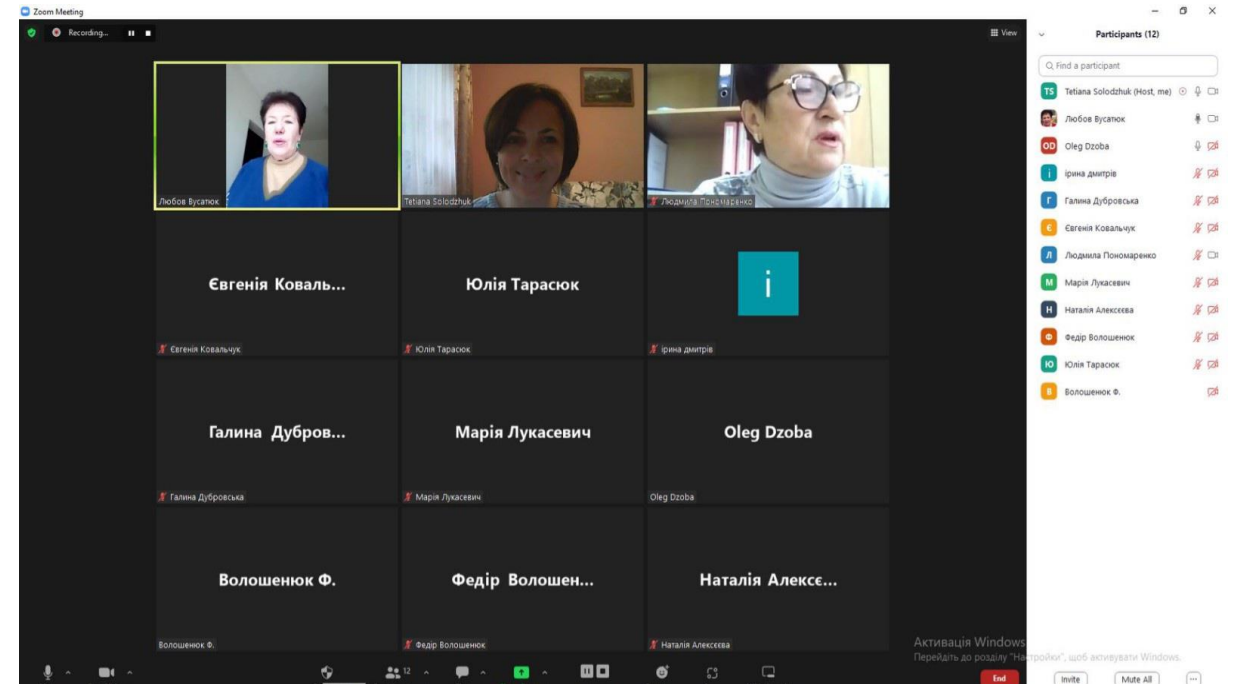 Zoom Meeting
Recording...
View
Любов Вусатюк
Tetiana Solodzhuk
Людмила Пономаренко
Євгенія Коваль...
Юлія Тарасюк
і
Євгенія Ковальчук
Юлія Тарасюк
ірина дмитрів
Галина Дубров...
Марія Лукасевич
Oleg Dzoba
Галина Дубровська
Марія Лукасевич
Oleg Dzoba
Волошенюк Ф.
Федір Волошен...
Наталія Алексє...
Волошенюк Ф.
Федір Волошенюк
Наталія Алексєєва
12
End
Participants (12)
Find a participant
TS Tetiana Solodzhuk (Host, me)
Любов Вусатюк
OD Oleg Dzoba
і ірина дмитрів
Г Галина Дубровська
Є Євгенія Ковальчук
Л Людмила Пономаренко
М Марія Лукасевич
Н Наталія Алексєєва
Ф Федір Волошенюк
Ю Юлія Тарасюк
В Волошенюк Ф.
Активація Windows
Перейдіть до розділу "Настройки", щоб активувати Windows.
Invite
Mute All
...